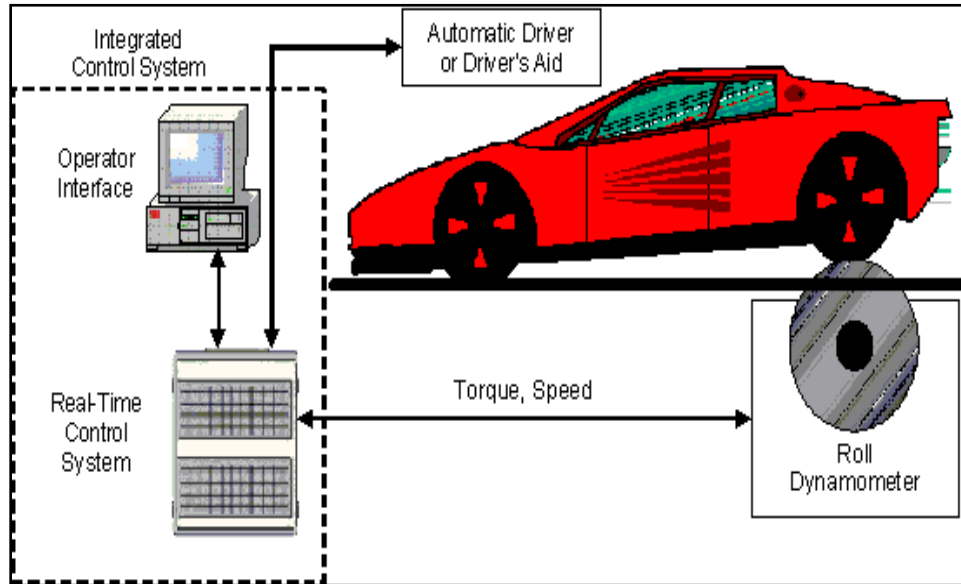 Integrated
Control System
Automatic Driver
or Driver's Aid
Operator
Interface
Real-Time
Control
System
Torque, Speed
Roll
Dynamometer